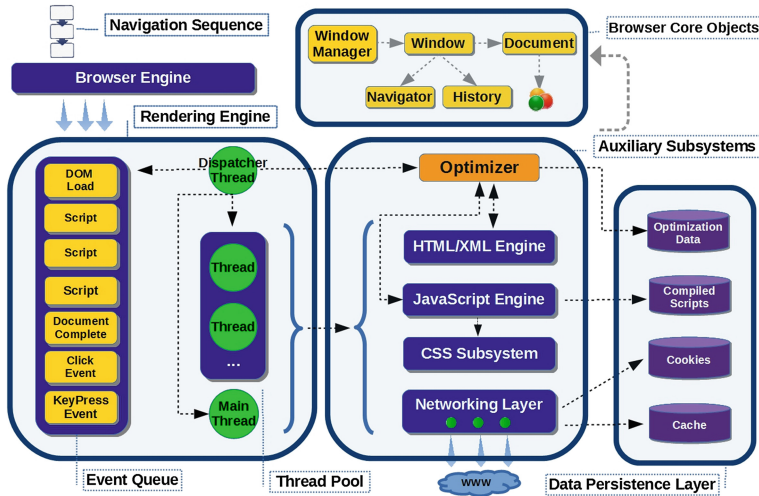 Navigation Sequence
Browser Engine
Rendering Engine
Window
Manager
Window
Document
Navigator
History
Browser Core Objects
Auxiliary Subsystems
DOM
Load
Script
Script
Script
Document
Complete
Click
Event
KeyPress
Event
Dispatcher
Thread
Thread
Thread
...
Main
Thread
Optimizer
HTML/XML Engine
JavaScript Engine
CSS Subsystem
Networking Layer
www
Optimization
Data
Compiled
Scripts
Cookies
Cache
Event Queue
Thread Pool
Data Persistence Layer